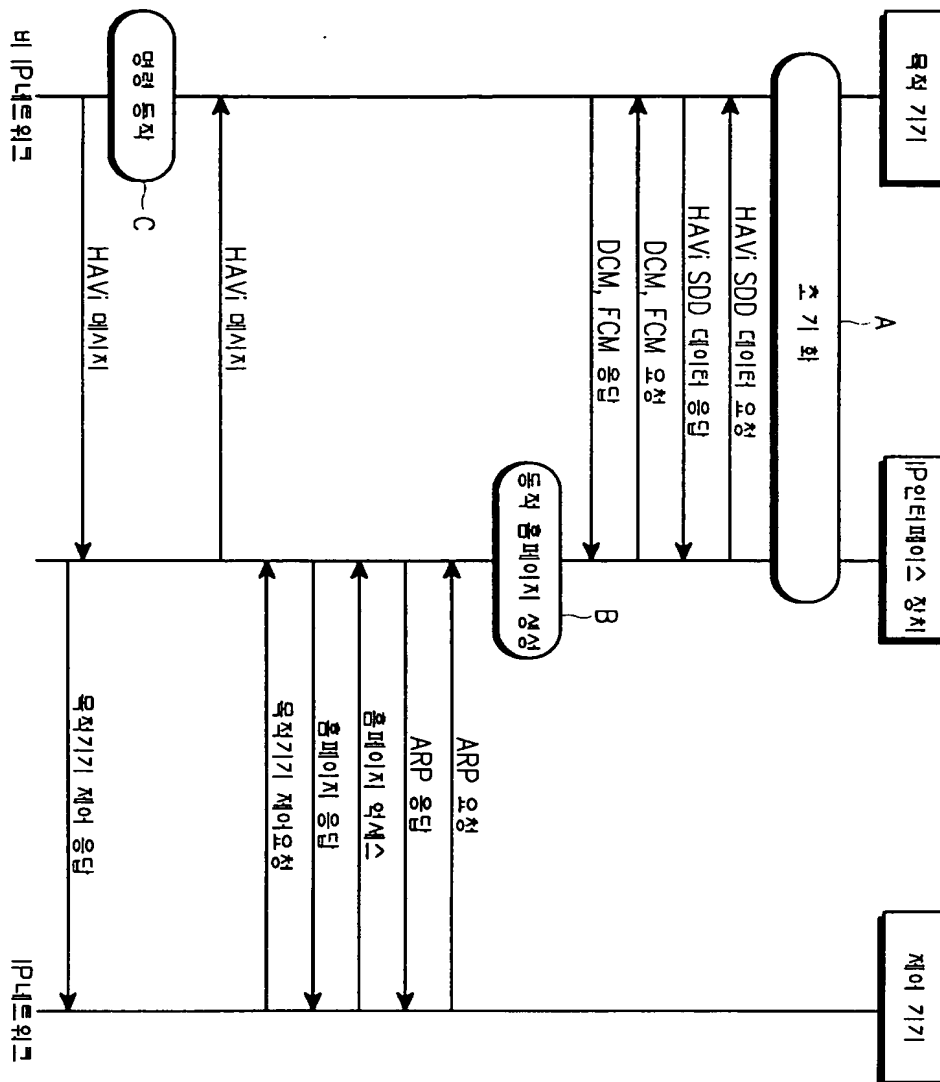 목적 기기
IP인터페이스 장치
제어 기기
A
초 기 화
HAVi SDD 데이터 요청
HAVi SDD 데이터 응답
DCM, FCM 요청
DCM, FCM 응답
동적 홈페이지 생성
B
ARP 요청
ARP 응답
홈페이지 악세스
홈페이지 응답
목적기기 제어요청
HAVi 메시지
명령 동작
C
HAVi 메시지
목적기기 제어 응답
비 IP네트워크
IP네트워크